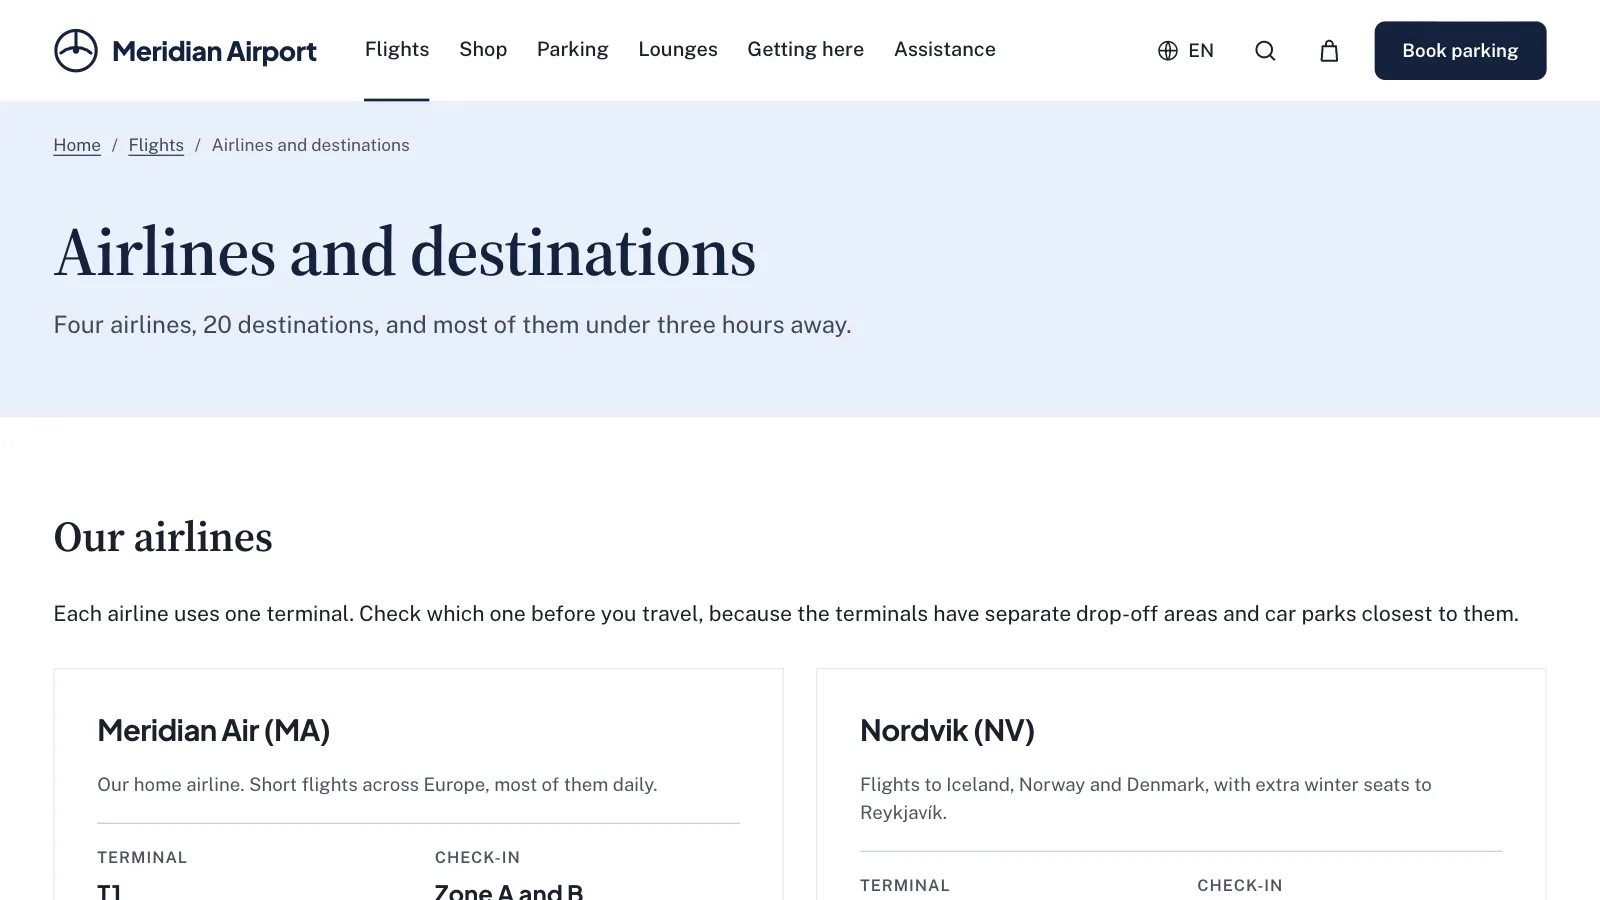 Meridian Airport
Flights
Shop
Parking
Lounges
Getting here
Assistance
EN
Book parking
Home / Flights / Airlines and destinations
Airlines and destinations
Four airlines, 20 destinations, and most of them under three hours away.
Our airlines
Each airline uses one terminal. Check which one before you travel, because the terminals have separate drop-off areas and car parks closest to them.
Meridian Air (MA)
Our home airline. Short flights across Europe, most of them daily.
TERMINAL
T1
CHECK-IN
Zone A and B
Nordvik (NV)
Flights to Iceland, Norway and Denmark, with extra winter seats to
Reykjavík.
TERMINAL
CHECK-IN